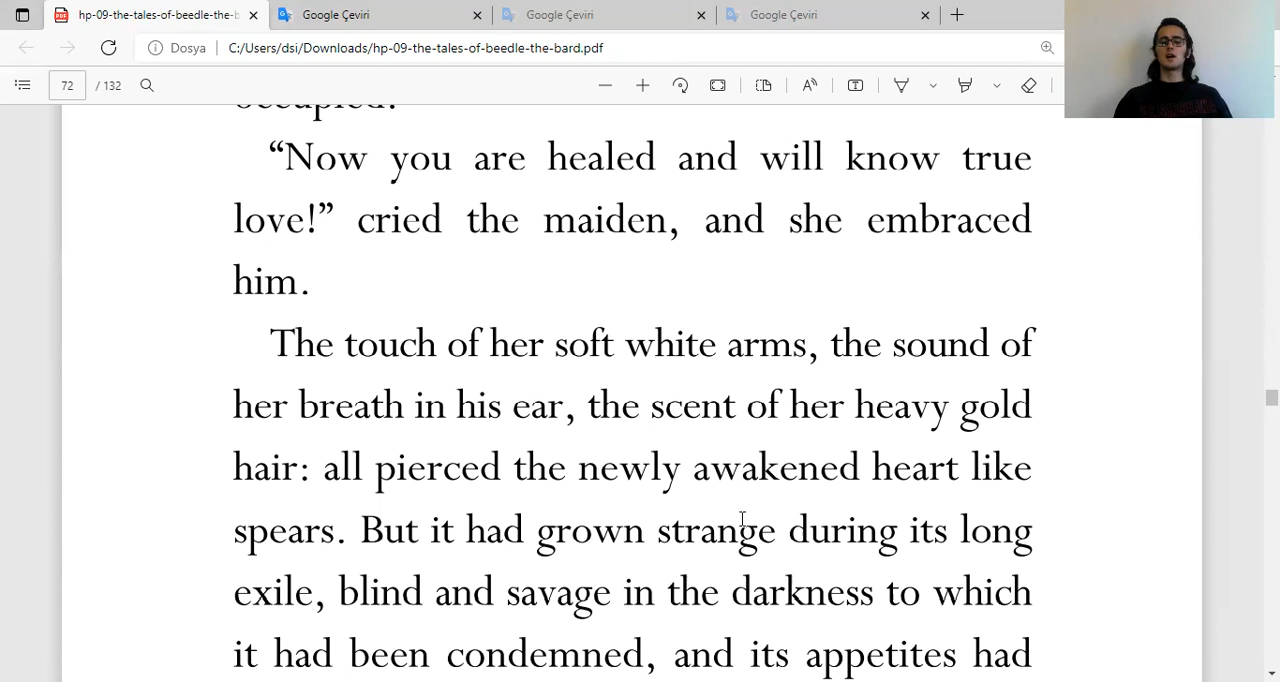 hp-09-the-tales-of-beedle-the-b
Google Çeviri
Google Çeviri
Google Çeviri
Dosya
C:/Users/dsi/Downloads/hp-09-the-tales-of-beedle-the-bard.pdf
72 / 132
occupied.
“Now you are healed and will know true
love!” cried the maiden, and she embraced
him.
The touch of her soft white arms, the sound of
her breath in his ear, the scent of her heavy gold
hair: all pierced the newly awakened heart like
spears. But it had grown strange during its long
exile, blind and savage in the darkness to which
it had been condemned, and its appetites had